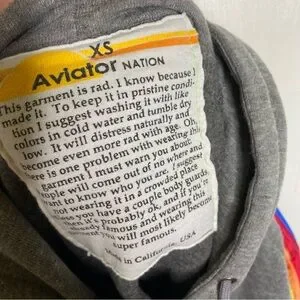 XS
Aviator NATION
This garment is rad. I know because I
made it. To keep it in pristine condi-
tion I suggest washing it with like
colors in cold water and tumble dry
low. It will distress naturally and
become even more rad with age. Oh,
there is one problem with wearing this
garment I must warn you about.
People will come out of no where and
want to know who you are. I suggest
not wearing it in a crowded place
unless you have a couple body guards,
then it's probably ok. and if you're
already famous and wearing this
you will most likely become
super famous.
Made in California, USA